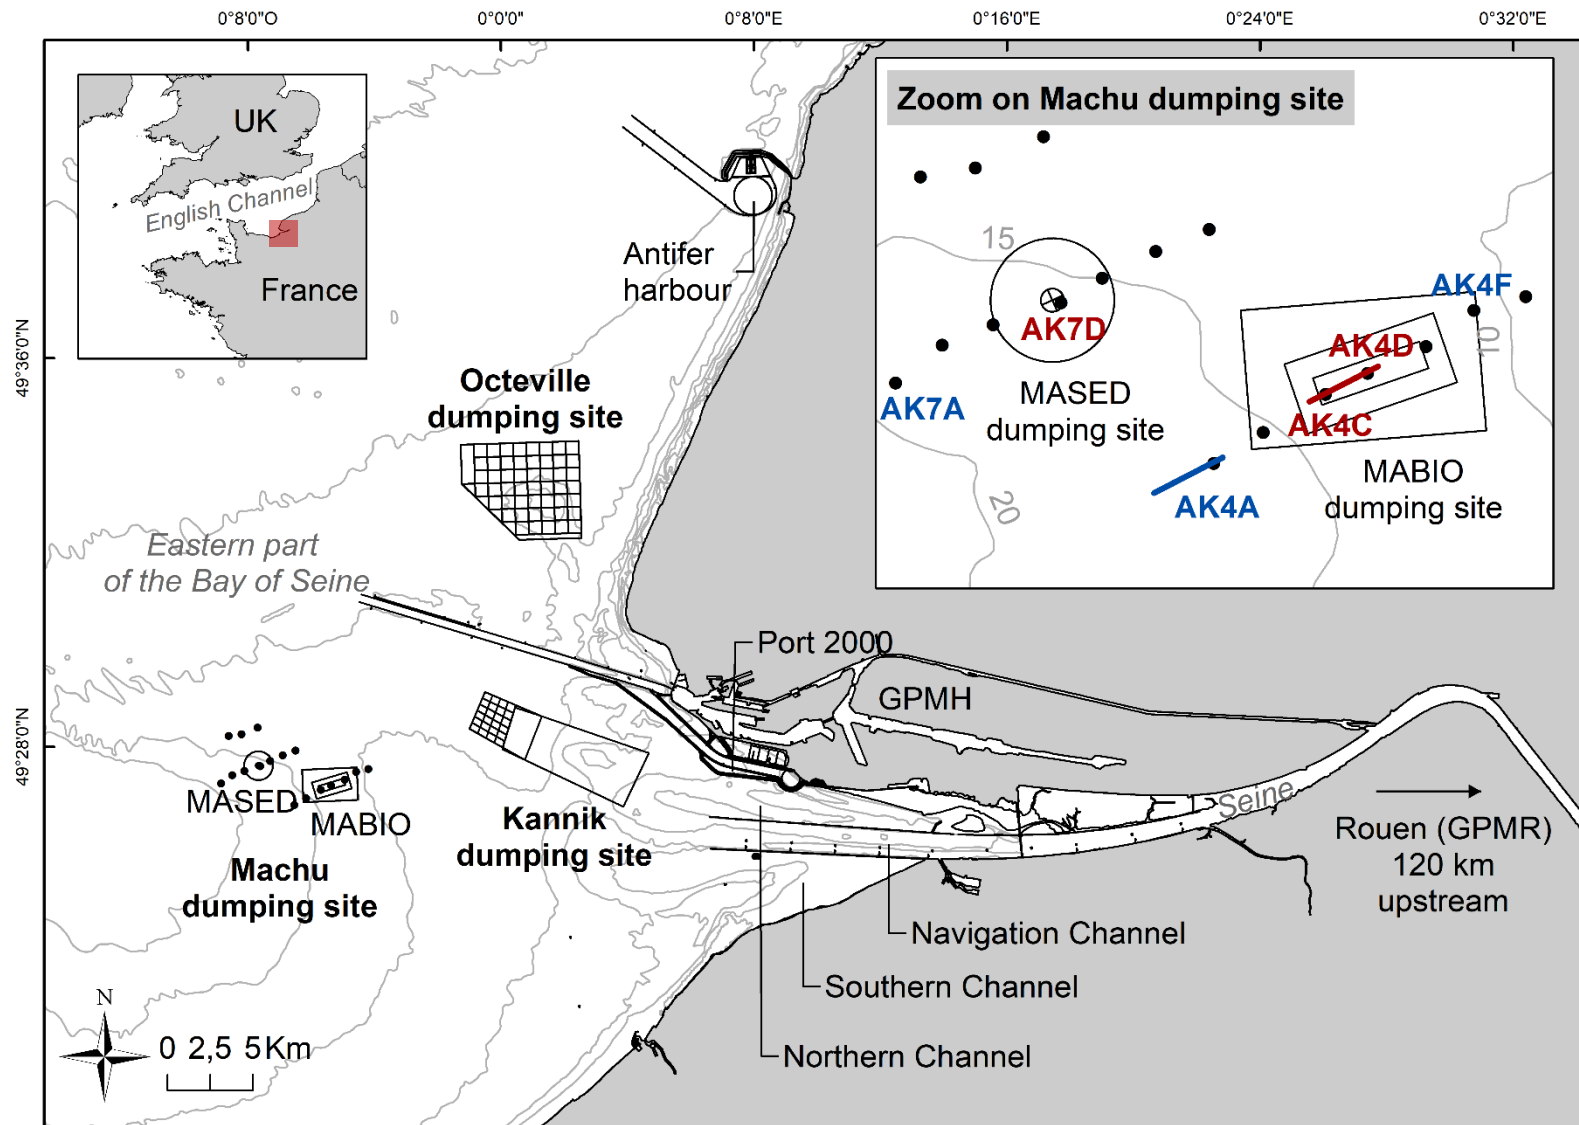 0°8'0"O
0°0'0"
0°8'0"E
0°16'0"E
0°24'0"E
0°32'0"E
49°36'0"N
49°28'0"N
UK
English Channel
France
Antifer
harbour
Zoom on Machu dumping site
15
AK4F
10
AK7D
AK4D
AK7A
MASED
dumping site
AK4C
MABIO
dumping site
20
AK4A
Octeville
dumping site
Eastern part
of the Bay of Seine
Port 2000
GPMH
Seine
MASED
MABIO
Machu
dumping site
Kannik
dumping site
Rouen (GPMR)
120 km
upstream
Navigation Channel
Southern Channel
Northern Channel
N
0 2,5 5 Km